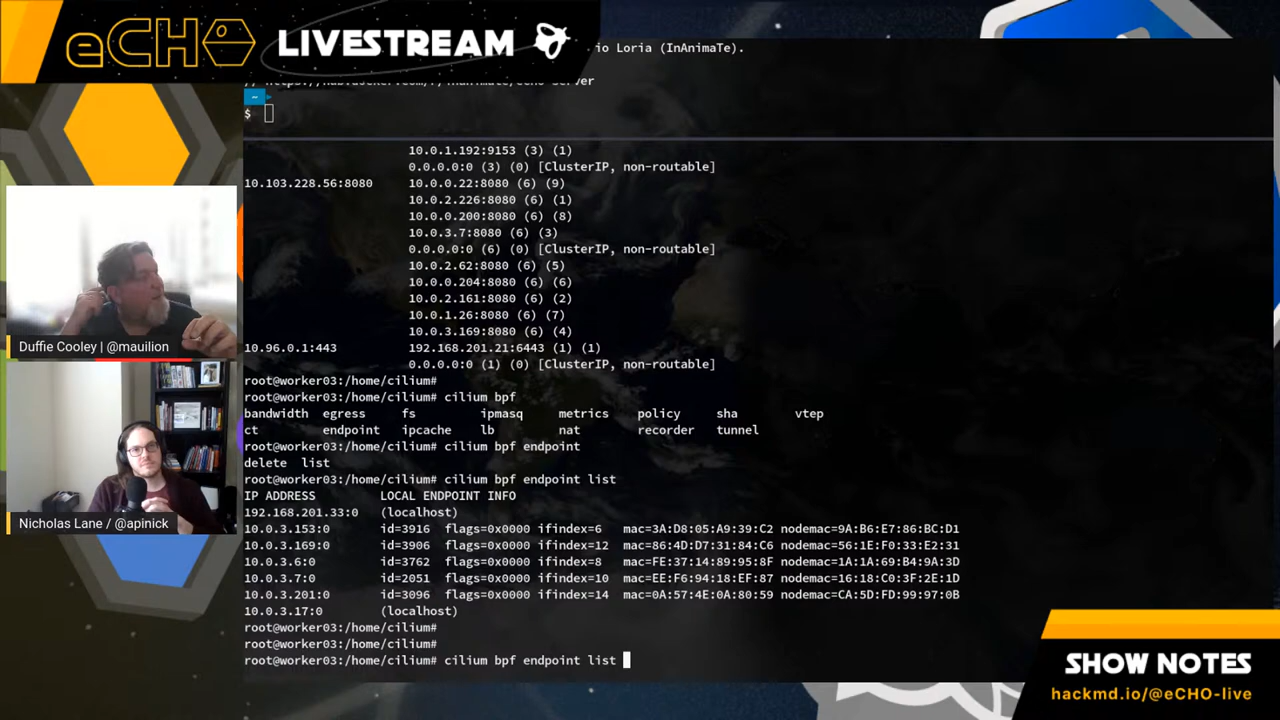 eCHO LIVESTREAM
io Loria (InAnimaTe).
~
$
10.0.1.192:9153 (3) (1)
0.0.0.0:0 (3) (0) [ClusterIP, non-routable]
10.103.228.56:8080 10.0.0.22:8080 (6) (9)
10.0.2.226:8080 (6) (1)
10.0.0.200:8080 (6) (8)
10.0.3.7:8080 (6) (3)
0.0.0.0:0 (6) (0) [ClusterIP, non-routable]
10.0.2.62:8080 (6) (5)
10.0.0.204:8080 (6) (6)
10.0.2.161:8080 (6) (2)
10.0.1.26:8080 (6) (7)
10.0.3.169:8080 (6) (4)
10.96.0.1:443 192.168.201.21:6443 (1) (1)
0.0.0.0:0 (1) (0) [ClusterIP, non-routable]
root@worker03:/home/cilium#
root@worker03:/home/cilium# cilium bpf
bandwidth egress fs ipmasq metrics policy sha vtep
ct endpoint ipcache lb nat recorder tunnel
root@worker03:/home/cilium# cilium bpf endpoint
delete list
root@worker03:/home/cilium# cilium bpf endpoint list
IP ADDRESS LOCAL ENDPOINT INFO
192.168.201.33:0 (localhost)
10.0.3.153:0 id=3916 flags=0x0000 ifindex=6 mac=3A:D8:05:A9:39:C2 nodemac=9A:B6:E7:86:BC:D1
10.0.3.169:0 id=3906 flags=0x0000 ifindex=12 mac=86:4D:D7:31:84:C6 nodemac=56:1E:F0:33:E2:31
10.0.3.6:0 id=3762 flags=0x0000 ifindex=8 mac=FE:37:14:89:95:8F nodemac=1A:1A:69:B4:9A:3D
10.0.3.7:0 id=2051 flags=0x0000 ifindex=10 mac=EE:F6:94:18:EF:87 nodemac=16:18:C0:3F:2E:1D
10.0.3.201:0 id=3096 flags=0x0000 ifindex=14 mac=0A:57:4E:0A:80:59 nodemac=CA:5D:FD:99:97:0B
10.0.3.17:0 (localhost)
root@worker03:/home/cilium#
root@worker03:/home/cilium#
root@worker03:/home/cilium# cilium bpf endpoint list
Duffie Cooley | @mauilion
Nicholas Lane / @apinick
SHOW NOTES
hackmd.io/@eCHO-live